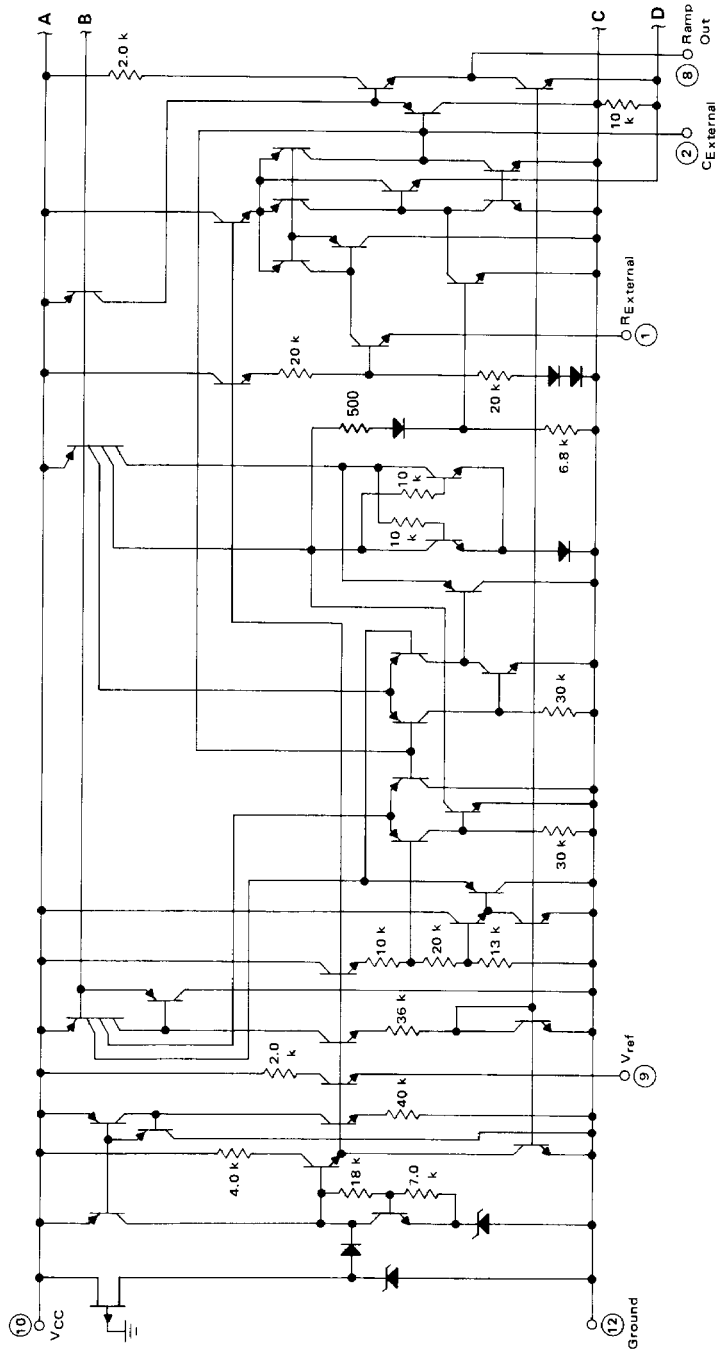 A
B
C
D
2.0 k
10 k
8 Ramp Out
2 CExternal
1 RExternal
20 k
20 k
500
6.8 k
10 k
10 k
30 k
30 k
10 k
20 k
13 k
36 k
2.0 k
Vref
9
40 k
4.0 k
18 k
7.0 k
10
VCC
12
Ground